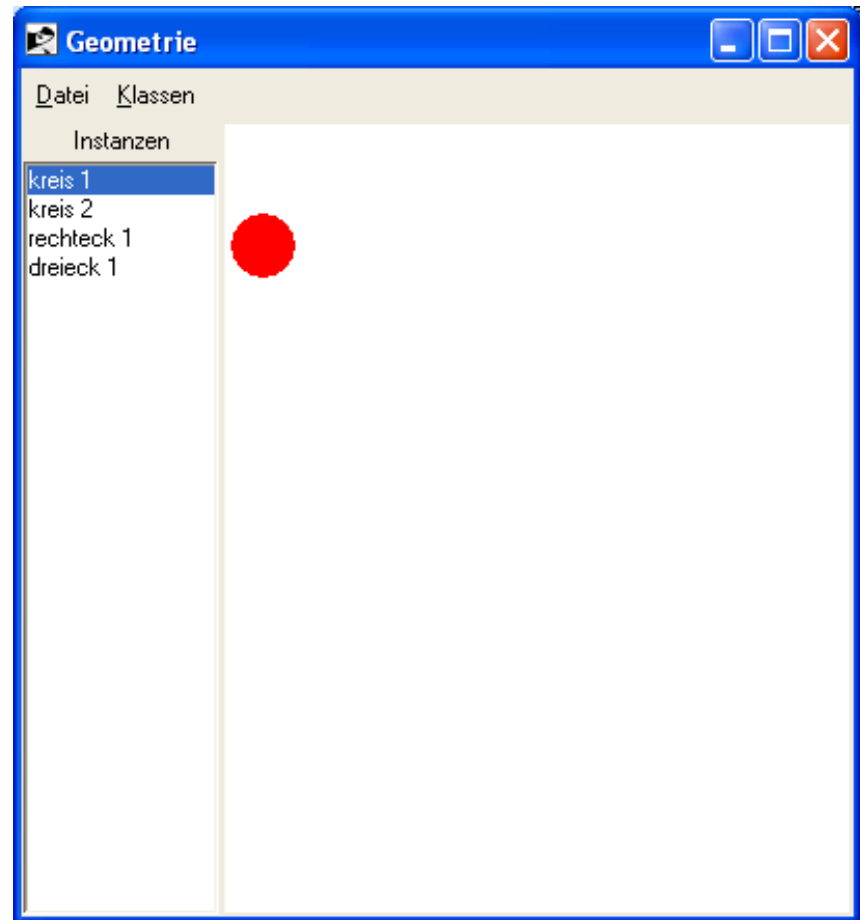 Geometrie
Datei Klassen
Instanzen
kreis 1
kreis 2
rechteck 1
dreieck 1